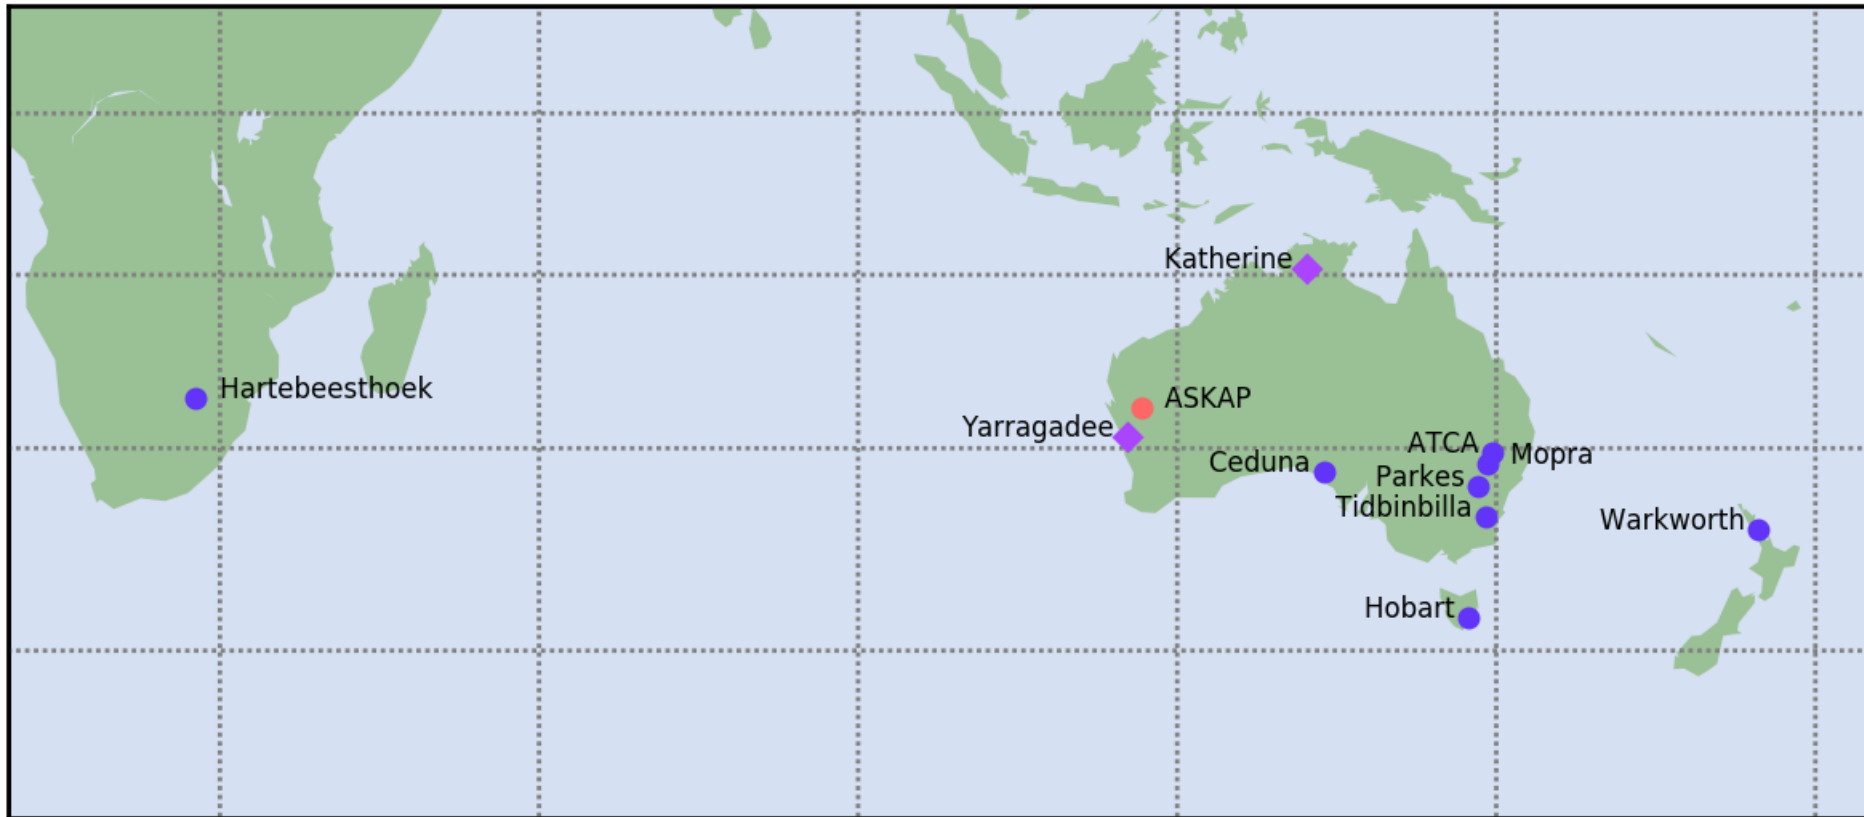 Katherine
Hartebeesthoek
ASKAP
Yarragadee
ATCA
Mopra
Ceduna
Parkes
Tidbinbilla
Warkworth
Hobart